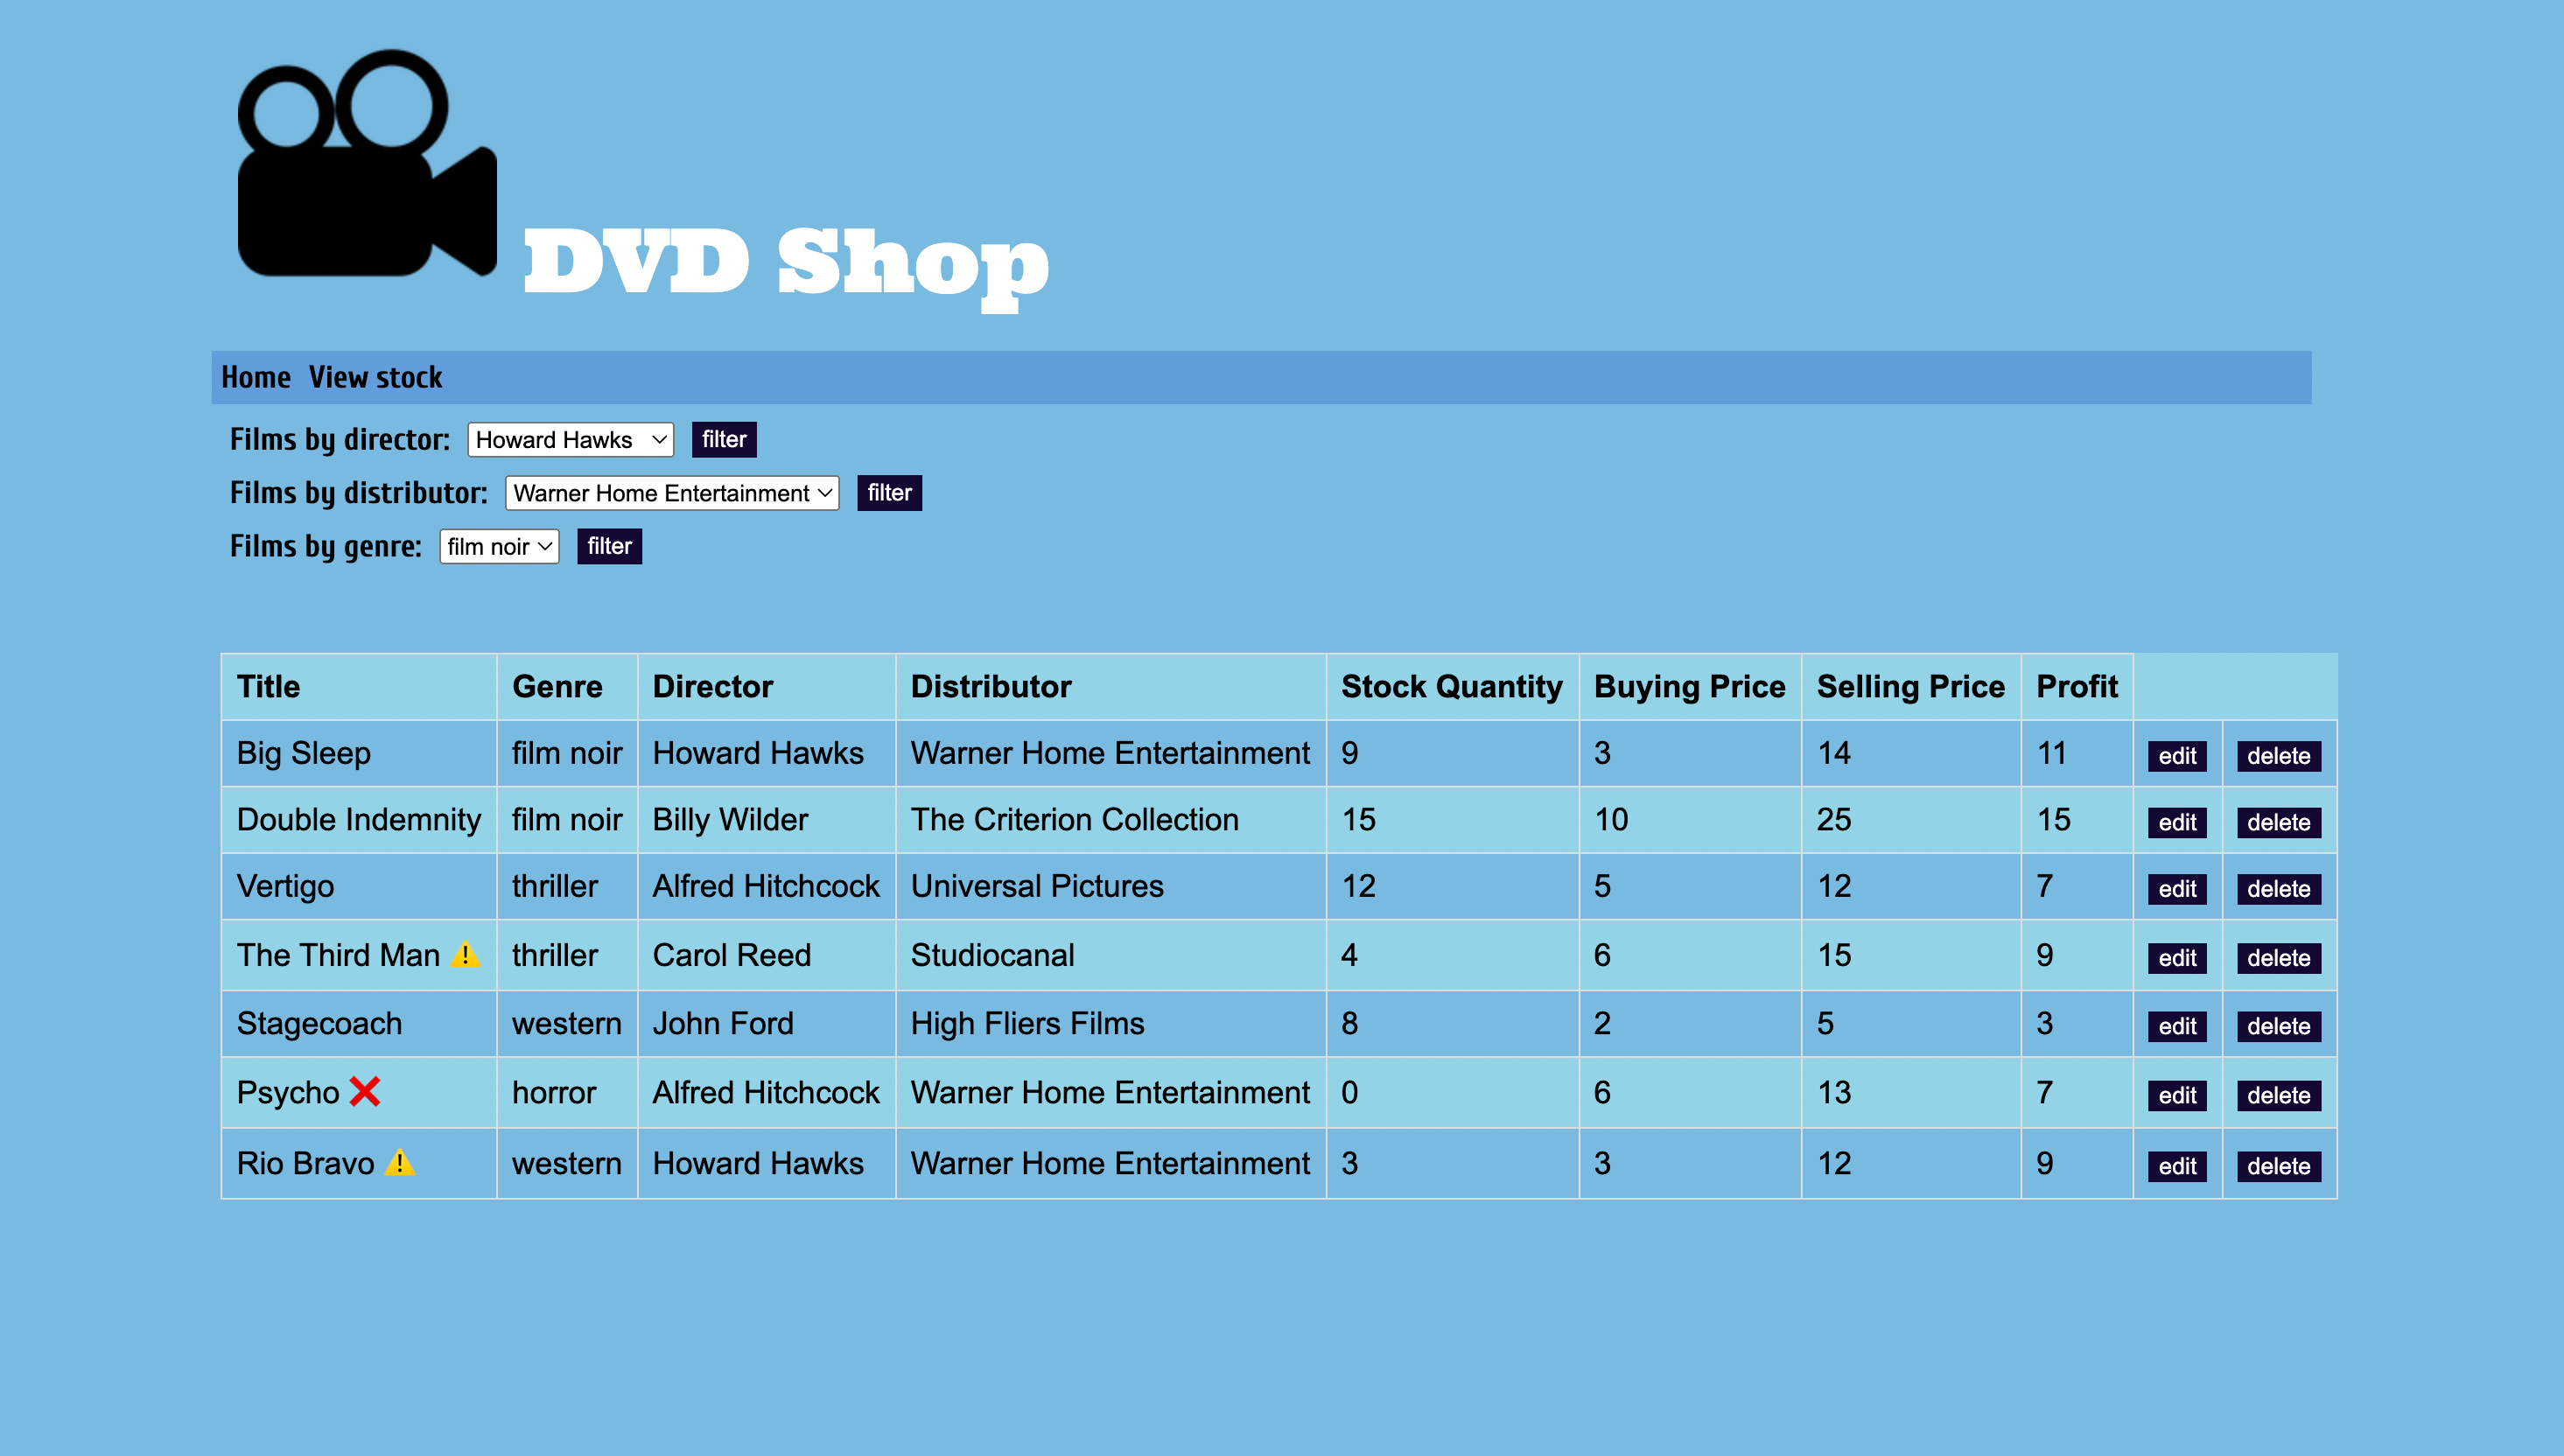 DVD Shop
Home View stock
Films by director: Howard Hawks filter
Films by distributor: Warner Home Entertainment filter
Films by genre: film noir filter
Title Genre Director Distributor Stock Quantity Buying Price Selling Price Profit
Big Sleep film noir Howard Hawks Warner Home Entertainment 9 3 14 11 edit delete
Double Indemnity film noir Billy Wilder The Criterion Collection 15 10 25 15 edit delete
Vertigo thriller Alfred Hitchcock Universal Pictures 12 5 12 7 edit delete
The Third Man ⚠️ thriller Carol Reed Studiocanal 4 6 15 9 edit delete
Stagecoach western John Ford High Fliers Films 8 2 5 3 edit delete
Psycho ❌ horror Alfred Hitchcock Warner Home Entertainment 0 6 13 7 edit delete
Rio Bravo ⚠️ western Howard Hawks Warner Home Entertainment 3 3 12 9 edit delete